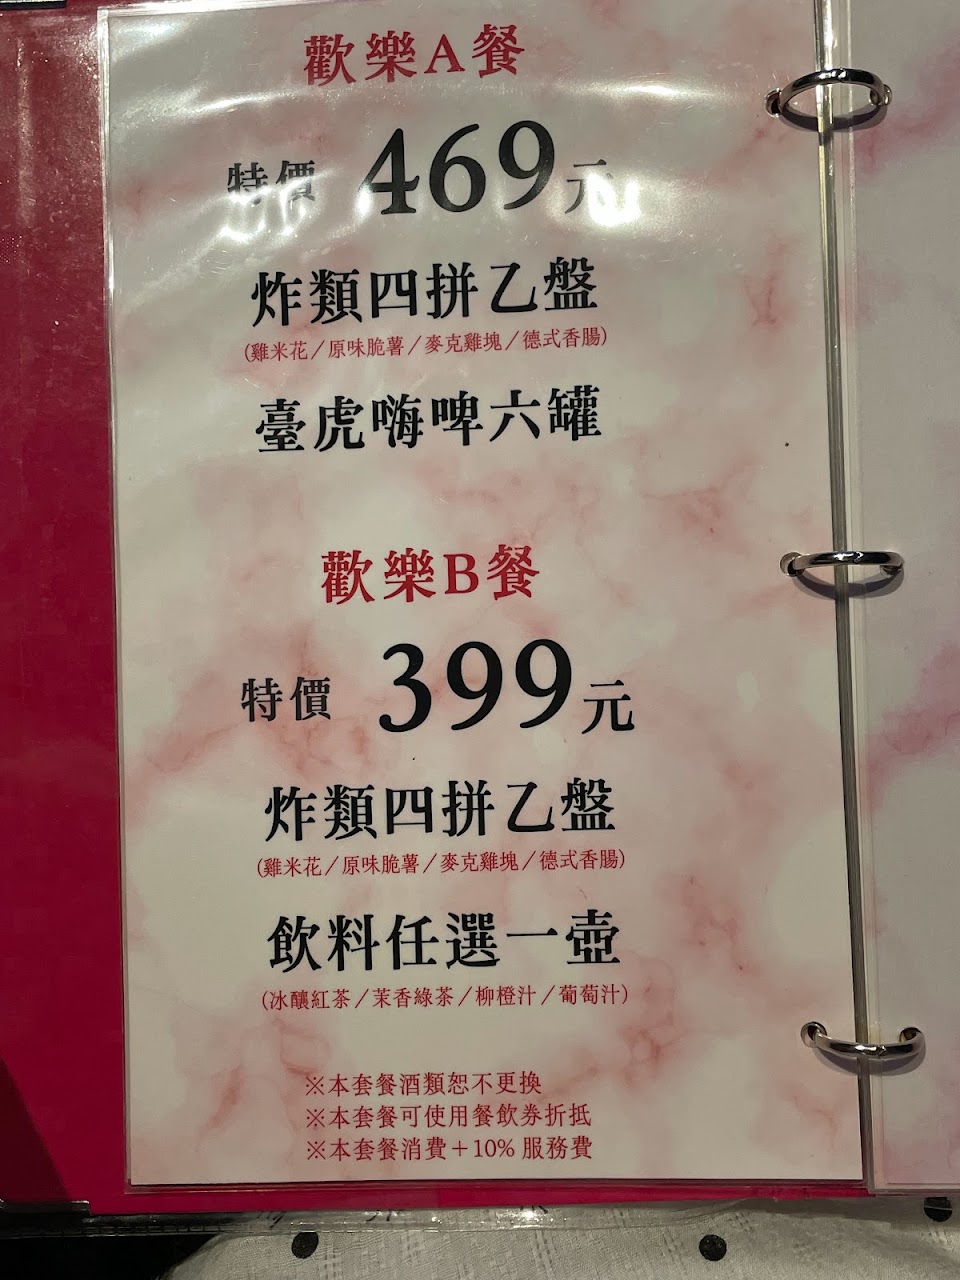 歡樂A餐
特價 469元
炸類四拼乙盤
(雞米花／原味脆薯／麥克雞塊／德式香腸)
臺虎嗨啤六罐
歡樂B餐
特價 399元
炸類四拼乙盤
(雞米花／原味脆薯／麥克雞塊／德式香腸)
飲料任選一壺
(冰釀紅茶／茉香綠茶／柳橙汁／葡萄汁)
※本套餐酒類恕不更換
※本套餐可使用餐飲券折抵
※本套餐消費＋10% 服務費